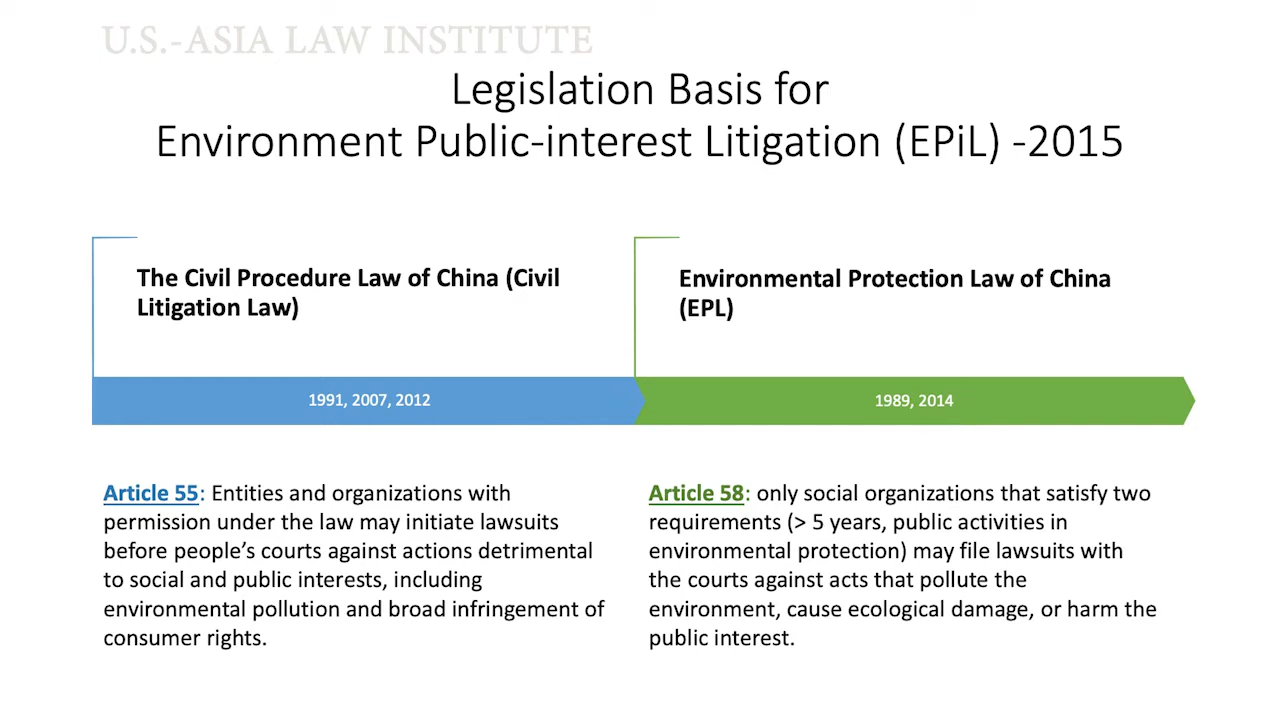 U.S.-ASIA LAW INSTITUTE
Legislation Basis for
Environment Public-interest Litigation (EPiL) -2015
The Civil Procedure Law of China (Civil
Litigation Law)
1991, 2007, 2012
Article 55: Entities and organizations with
permission under the law may initiate lawsuits
before people’s courts against actions detrimental
to social and public interests, including
environmental pollution and broad infringement of
consumer rights.
Environmental Protection Law of China
(EPL)
1989, 2014
Article 58: only social organizations that satisfy two
requirements (> 5 years, public activities in
environmental protection) may file lawsuits with
the courts against acts that pollute the
environment, cause ecological damage, or harm the
public interest.